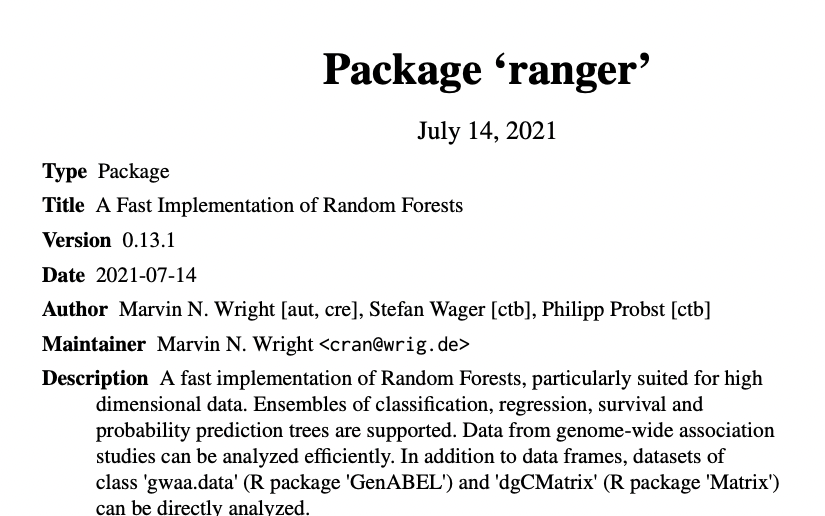 Package ‘ranger’
July 14, 2021
Type Package
Title A Fast Implementation of Random Forests
Version 0.13.1
Date 2021-07-14
Author Marvin N. Wright [aut, cre], Stefan Wager [ctb], Philipp Probst [ctb]
Maintainer Marvin N. Wright <cran@wrig.de>
Description A fast implementation of Random Forests, particularly suited for high
dimensional data. Ensembles of classification, regression, survival and
probability prediction trees are supported. Data from genome-wide association
studies can be analyzed efficiently. In addition to data frames, datasets of
class 'gwaa.data' (R package 'GenABEL') and 'dgCMatrix' (R package 'Matrix')
can be directly analyzed.